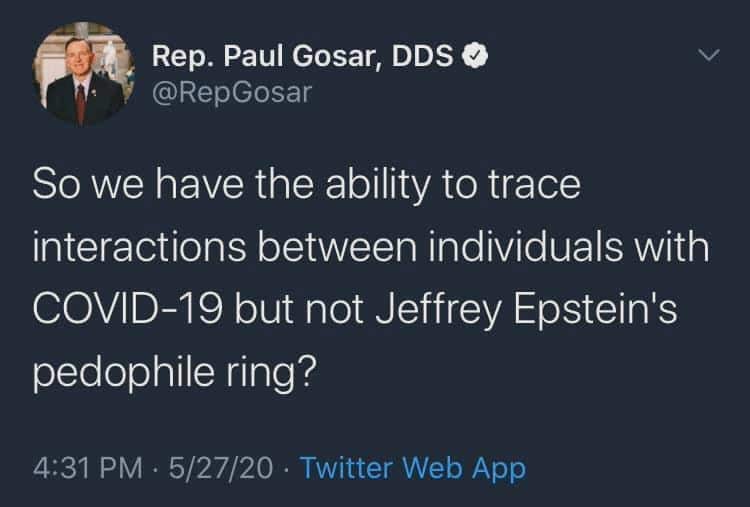 Rep. Paul Gosar, DDS
@RepGosar
So we have the ability to trace
interactions between individuals with
COVID-19 but not Jeffrey Epstein's
pedophile ring?
4:31 PM · 5/27/20 · Twitter Web App